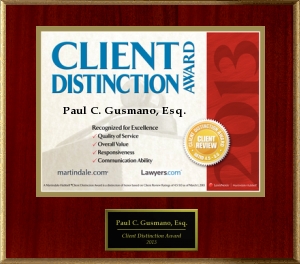 CLIENT
DISTINCTION
AWARD
2013
Paul C. Gusmano, Esq.
Recognized for Excellence
✓ Quality of Service
✓ Overall Value
✓ Responsiveness
✓ Communication Ability
CLIENT
REVIEW
martindale.com
Lawyers.com
Paul C. Gusmano, Esq.
Client Distinction Award
2013